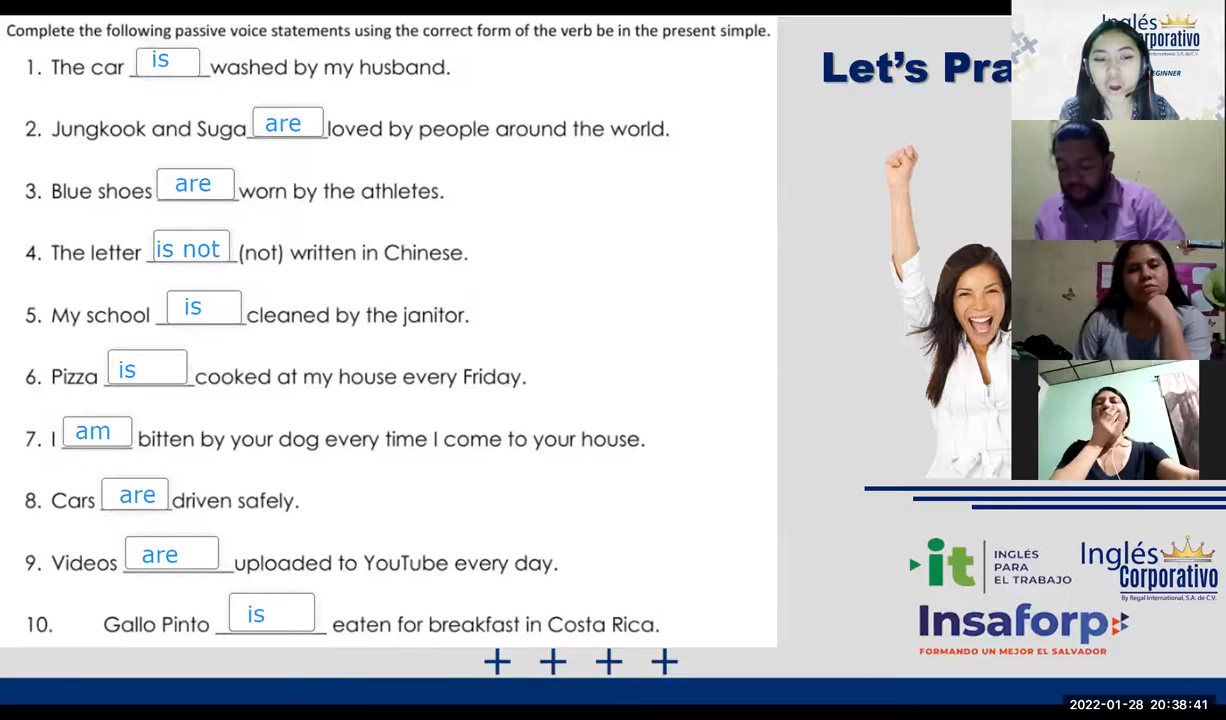 Complete the following passive voice statements using the correct form of the verb be in the present simple.
1. The car is washed by my husband.
2. Jungkook and Suga are loved by people around the world.
3. Blue shoes are worn by the athletes.
4. The letter is not (not) written in Chinese.
5. My school is cleaned by the janitor.
6. Pizza is cooked at my house every Friday.
7. I am bitten by your dog every time I come to your house.
8. Cars are driven safely.
9. Videos are uploaded to YouTube every day.
10. Gallo Pinto is eaten for breakfast in Costa Rica.
Let's Pra
it
INGLÉS
PARA
EL TRABAJO
Inglés
Corporativo
By Regal International, S.A. de C.V.
Insaforp
FORMANDO UN MEJOR EL SALVADOR
2022-01-28 20:38:41